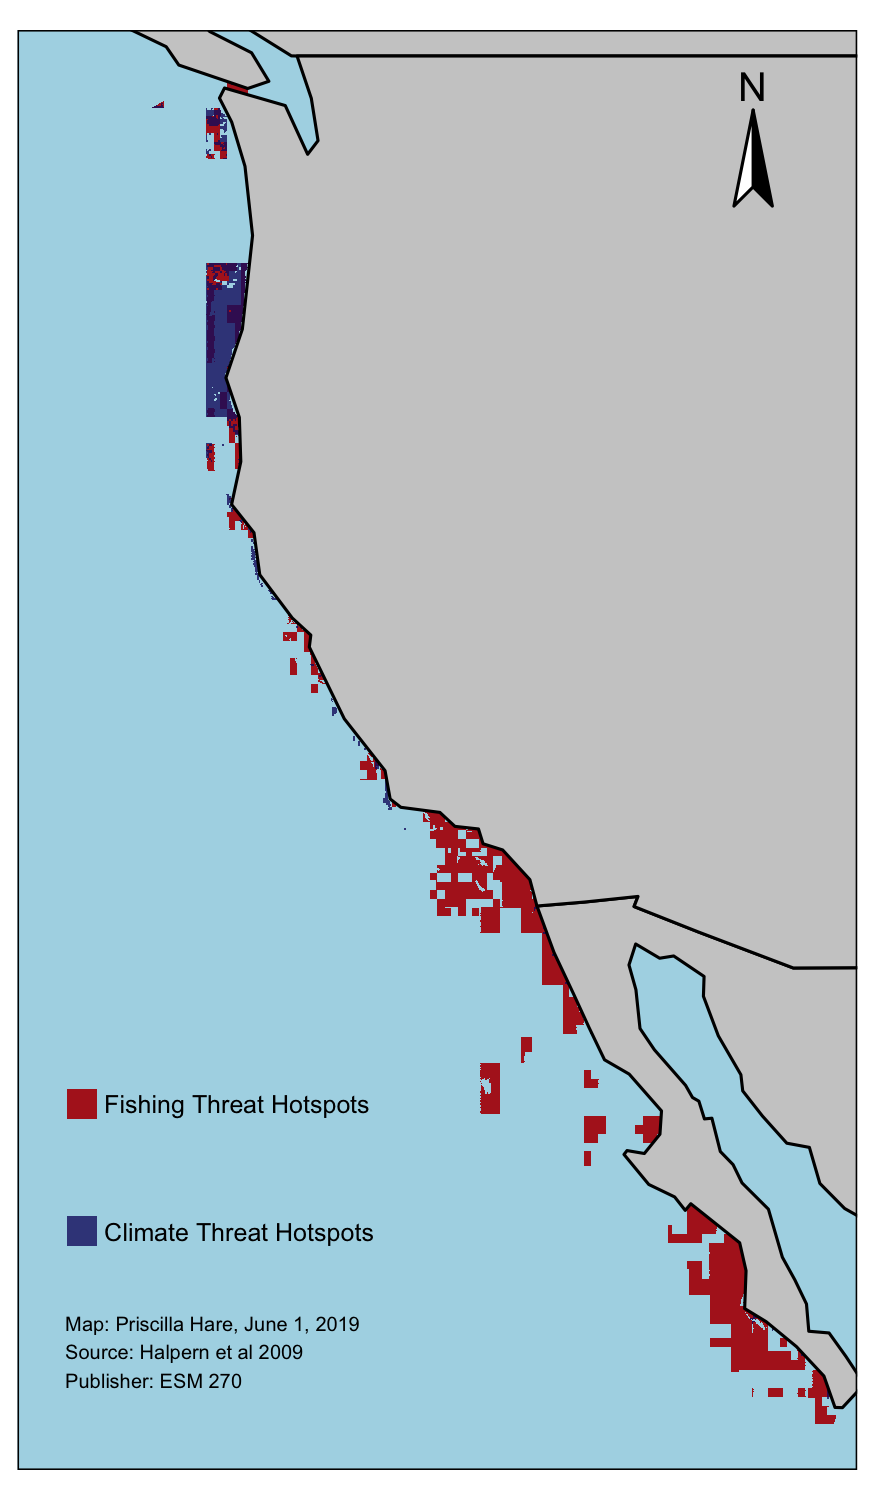 N
Fishing Threat Hotspots
Climate Threat Hotspots
Map: Priscilla Hare, June 1, 2019
Source: Halpern et al 2009
Publisher: ESM 270